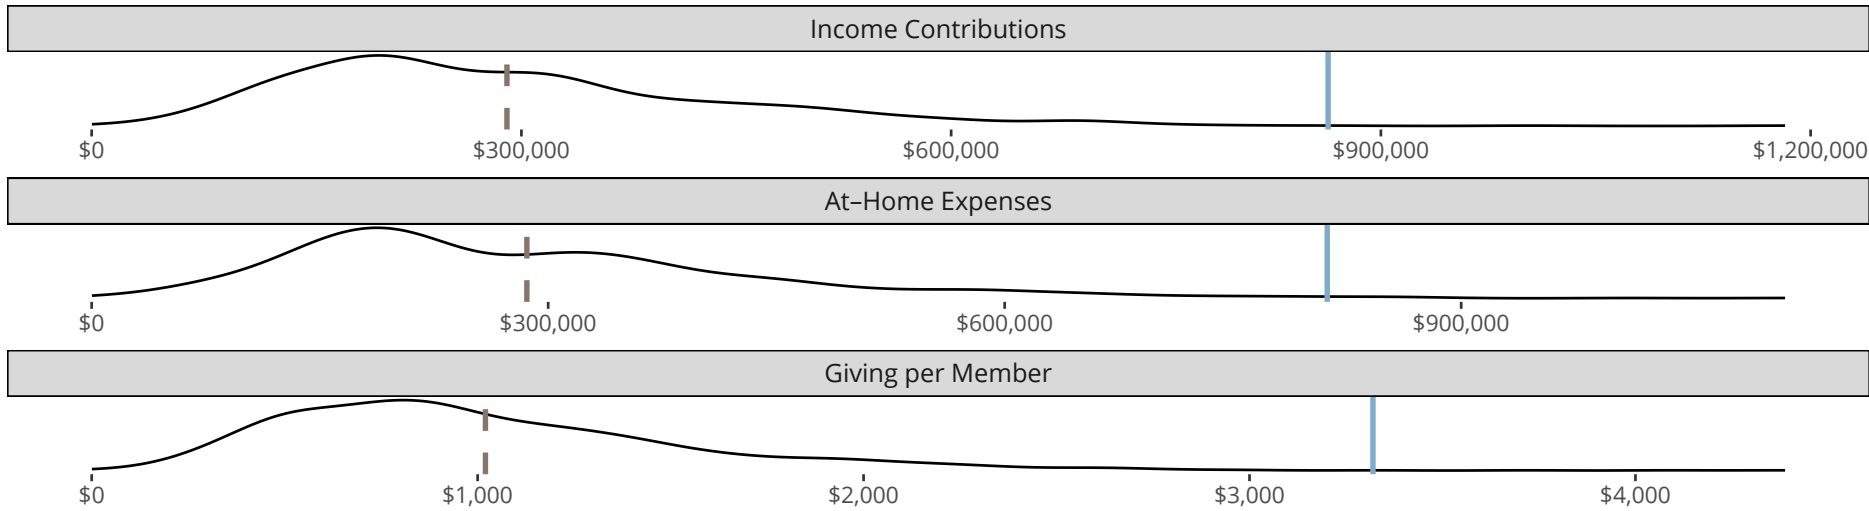 Income Contributions
$0 $300,000 $600,000 $900,000 $1,200,000
At–Home Expenses
$0 $300,000 $600,000 $900,000
Giving per Member
$0 $1,000 $2,000 $3,000 $4,000